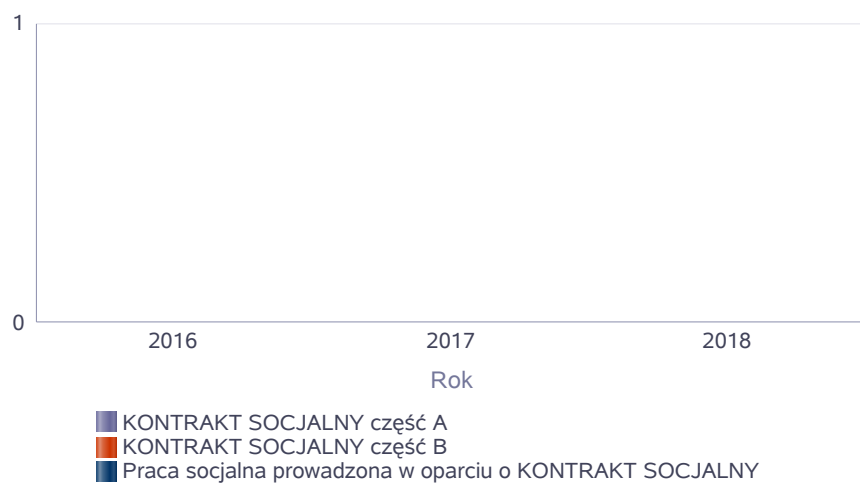 1
0
2016 2017 2018
Rok
KONTRAKT SOCJALNY część A
KONTRAKT SOCJALNY część B
Praca socjalna prowadzona w oparciu o KONTRAKT SOCJALNY